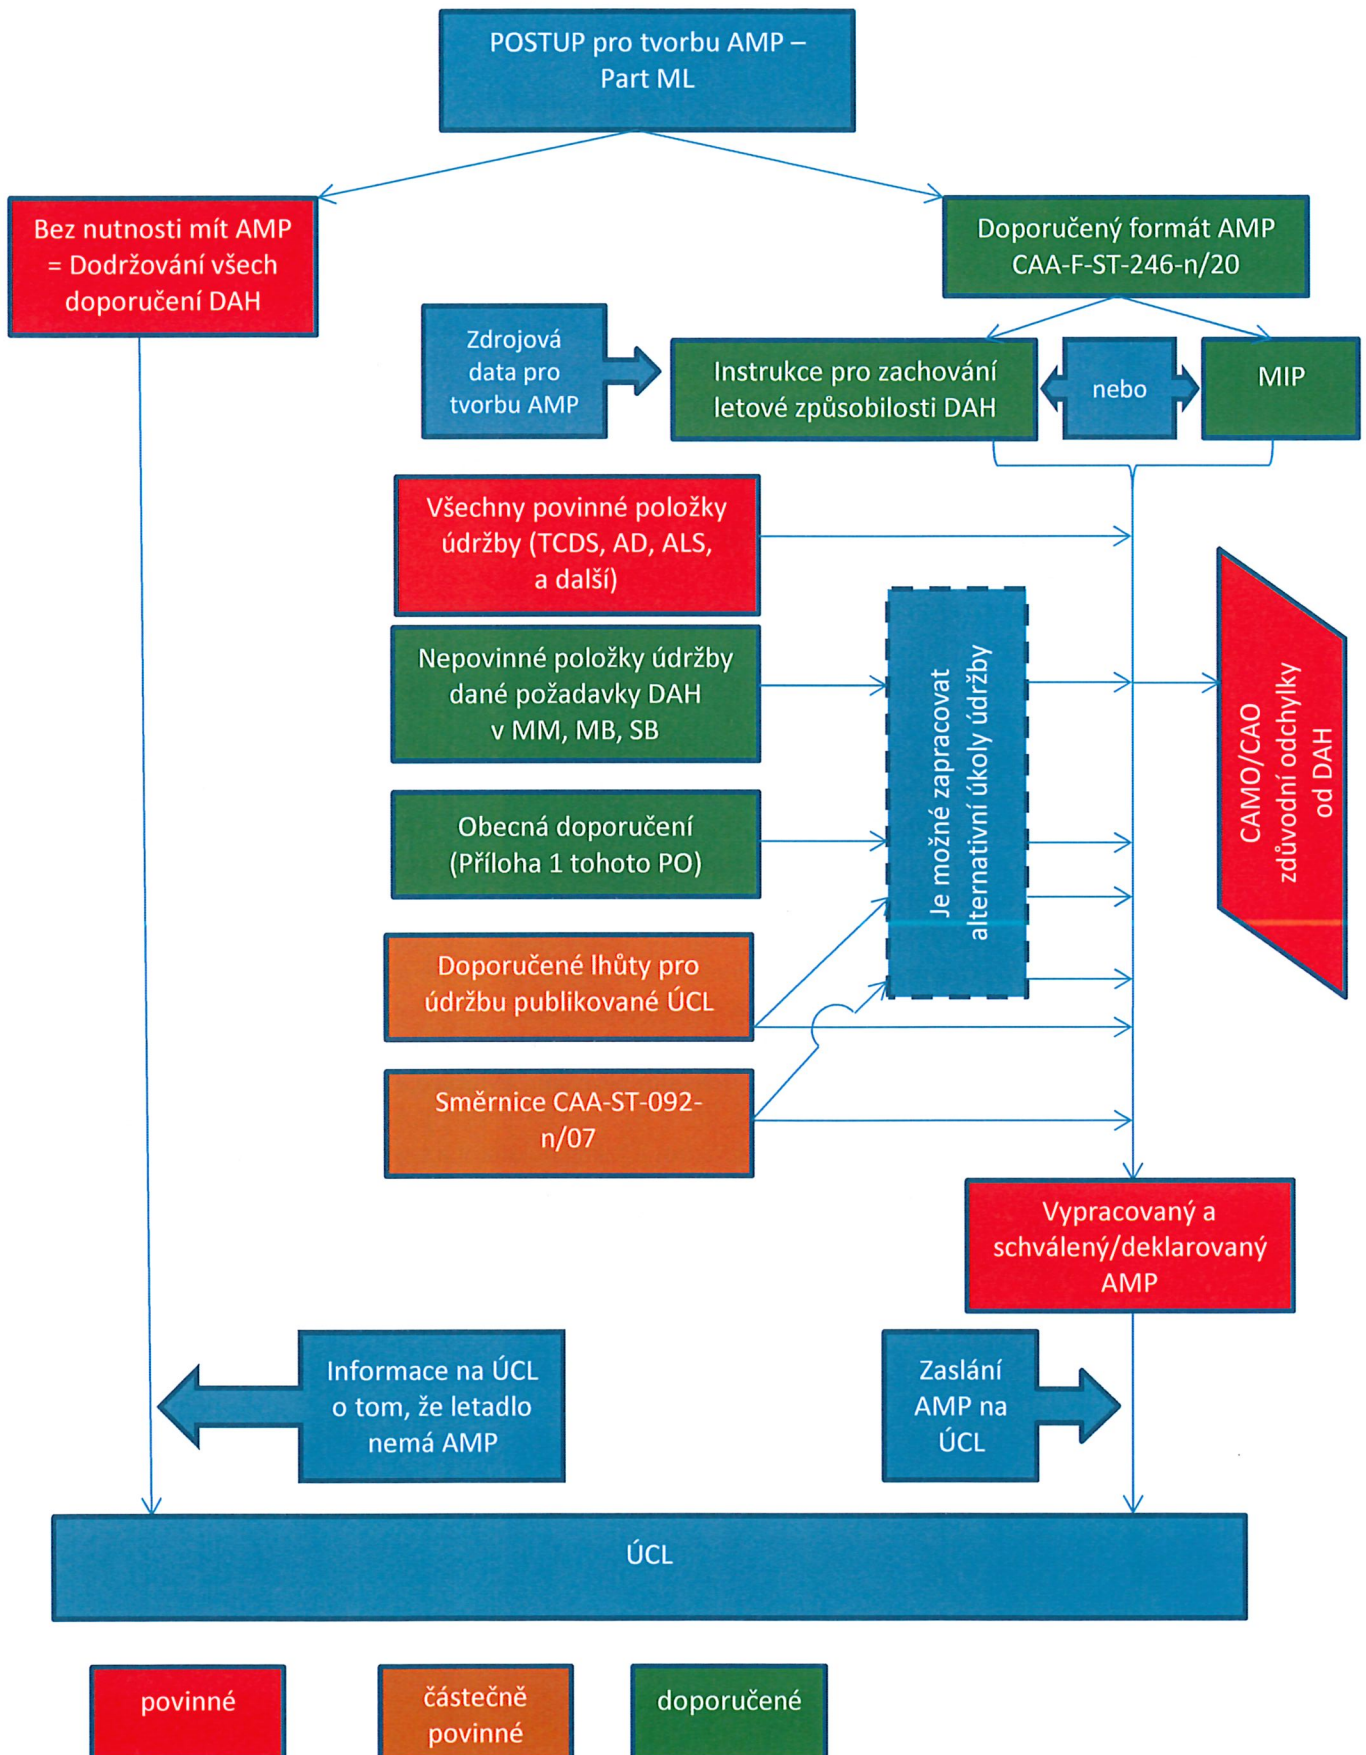 POSTUP pro tvorbu AMP –
Part ML
Bez nutnosti mít AMP
= Dodržování všech
doporučení DAH
Doporučený formát AMP
CAA-F-ST-246-n/20
Zdrojová
data pro
tvorbu AMP
Instrukce pro zachování
letové způsobilosti DAH
nebo
MIP
Všechny povinné položky
údržby (TCDS, AD, ALS,
a další)
Nepovinné položky údržby
dané požadavky DAH
v MM, MB, SB
Obecná doporučení
(Příloha 1 tohoto PO)
Doporučené lhůty pro
údržbu publikované ÚCL
Směrnice CAA-ST-092-
n/07
Je možné zapracovat
alternativní úkoly údržby
CAMO/CAO
zdůvodní odchylky
od DAH
Vypracovaný a
schválený/deklarovaný
AMP
Informace na ÚCL
o tom, že letadlo
nemá AMP
Zaslání
AMP na
ÚCL
ÚCL
povinné
částečně
povinné
doporučené